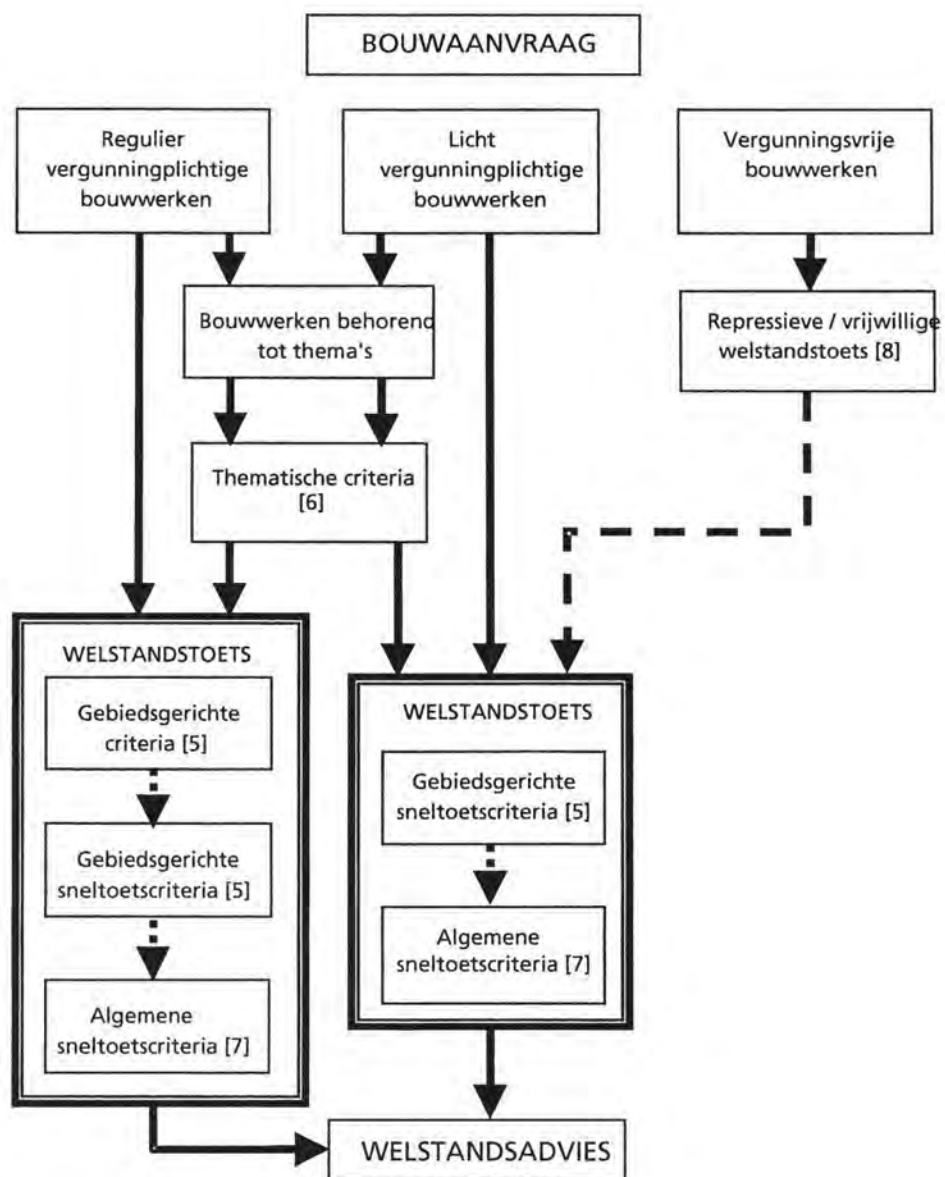 BOUWAANVRAAG
Regulier
vergunningplichtige
bouwwerken
Licht
vergunningplichtige
bouwwerken
Vergunningsvrije
bouwwerken
Bouwwerken behorend
tot thema's
Repressieve / vrijwillige
welstandstoets [8]
Thematische criteria
[6]
WELSTANDSTOETS
Gebiedsgerichte
criteria [5]
Gebiedsgerichte
sneltoetscriteria [5]
Algemene
sneltoetscriteria [7]
WELSTANDSTOETS
Gebiedsgerichte
sneltoetscriteria [5]
Algemene
sneltoetscriteria [7]
WELSTANDSADVIES